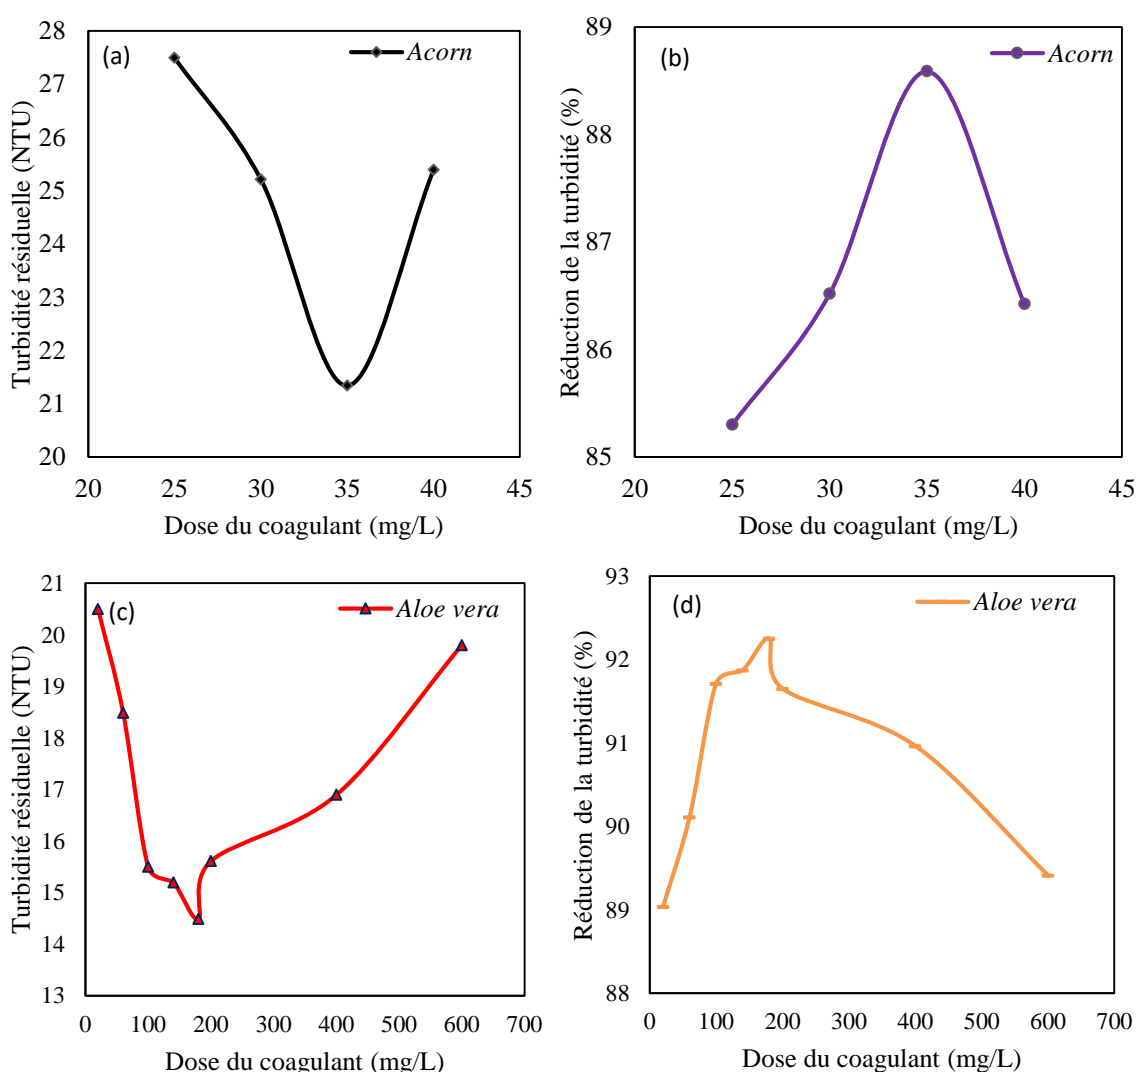 (a)
Acorn
Turbidité résiduelle (NTU)
28
27
26
25
24
23
22
21
20
20 25 30 35 40 45
Dose du coagulant (mg/L)
(b)
Acorn
Réduction de la turbidité (%)
89
88
87
86
85
20 25 30 35 40 45
Dose du coagulant (mg/L)
(c)
Aloe vera
Turbidité résiduelle (NTU)
21
20
19
18
17
16
15
14
13
0 100 200 300 400 500 600 700
Dose du coagulant (mg/L)
(d)
Aloe vera
Réduction de la turbidité (%)
93
92
91
90
89
88
0 100 200 300 400 500 600 700
Dose du coagulant (mg/L)